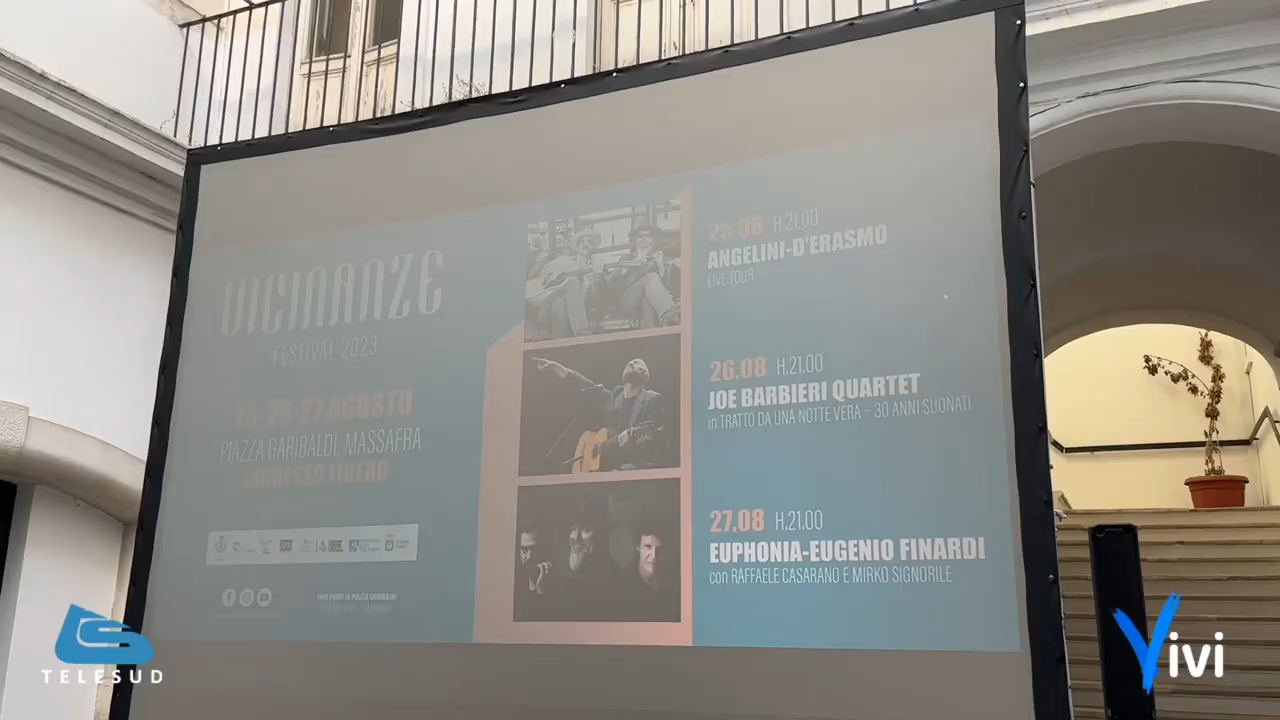 VICINANZE
FESTIVAL 2023
25-26-27 AGOSTO
PIAZZA GARIBALDI, MASSAFRA
INGRESSO LIBERO
25.08 H.21.00
ANGELINI-D'ERASMO
LIVE TOUR
26.08 H.21.00
JOE BARBIERI QUARTET
in TRATTO DA UNA NOTTE VERA – 30 ANNI SUONATI
27.08 H.21.00
EUPHONIA-EUGENIO FINARDI
con RAFFAELE CASARANO E MIRKO SIGNORILE
TELESUD
Vivi